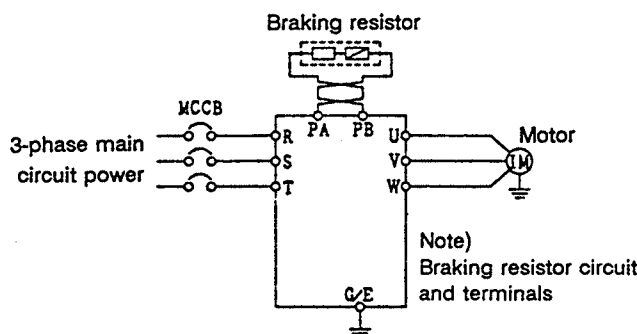 Braking resistor
MCCB
PA PB
3-phase main
circuit power
R
S
T
U
V
W
Motor
IM
Note)
Braking resistor circuit
and terminals
G/E